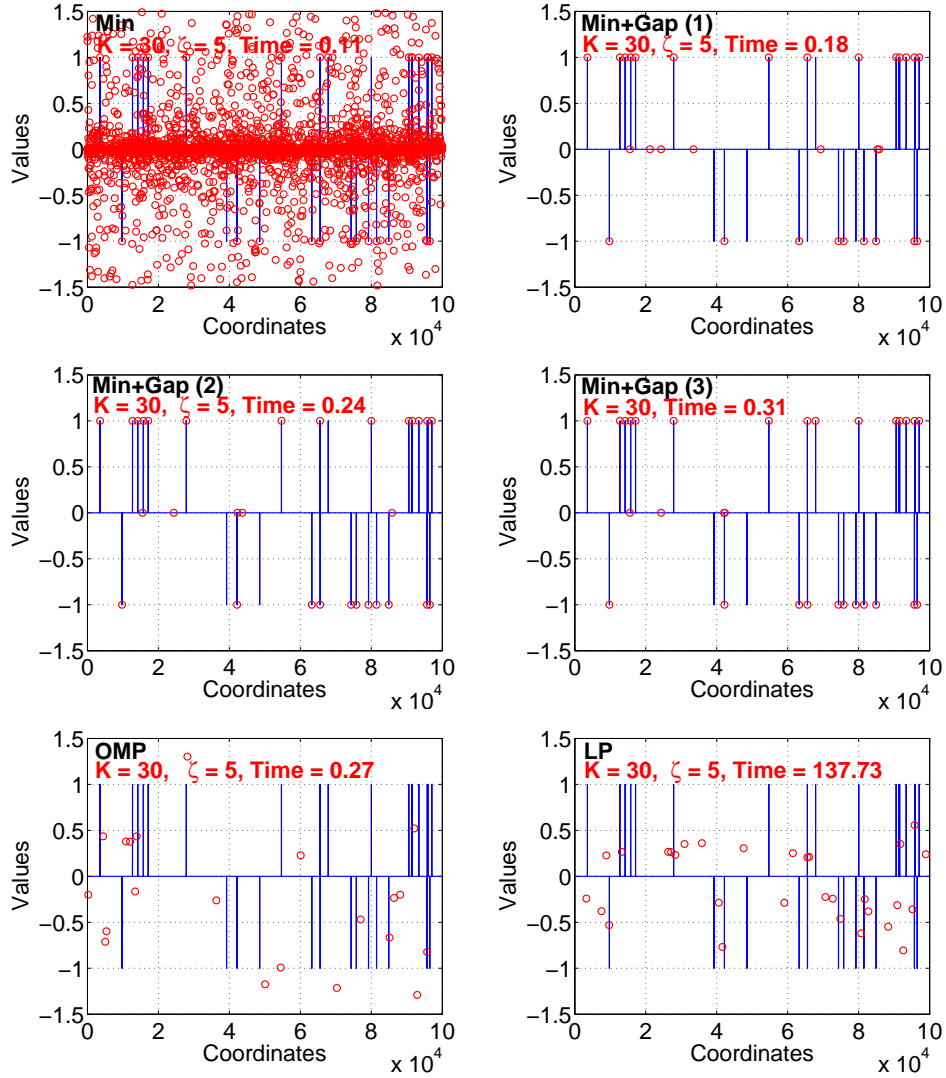 Min
K = 30, ζ = 5, Time = 0.11
1.5
1
0.5
0
−0.5
−1
−1.5
Values
0 2 4 6 8 10
Coordinates
x 10^4
Min+Gap (1)
K = 30, ζ = 5, Time = 0.18
1.5
1
0.5
0
−0.5
−1
−1.5
Values
0 2 4 6 8 10
Coordinates
x 10^4
Min+Gap (2)
K = 30, ζ = 5, Time = 0.24
1.5
1
0.5
0
−0.5
−1
−1.5
Values
0 2 4 6 8 10
Coordinates
x 10^4
Min+Gap (3)
K = 30, Time = 0.31
1.5
1
0.5
0
−0.5
−1
−1.5
Values
0 2 4 6 8 10
Coordinates
x 10^4
OMP
K = 30, ζ = 5, Time = 0.27
1.5
1
0.5
0
−0.5
−1
−1.5
Values
0 2 4 6 8 10
Coordinates
x 10^4
LP
K = 30, ζ = 5, Time = 137.73
1.5
1
0.5
0
−0.5
−1
−1.5
Values
0 2 4 6 8 10
Coordinates
x 10^4